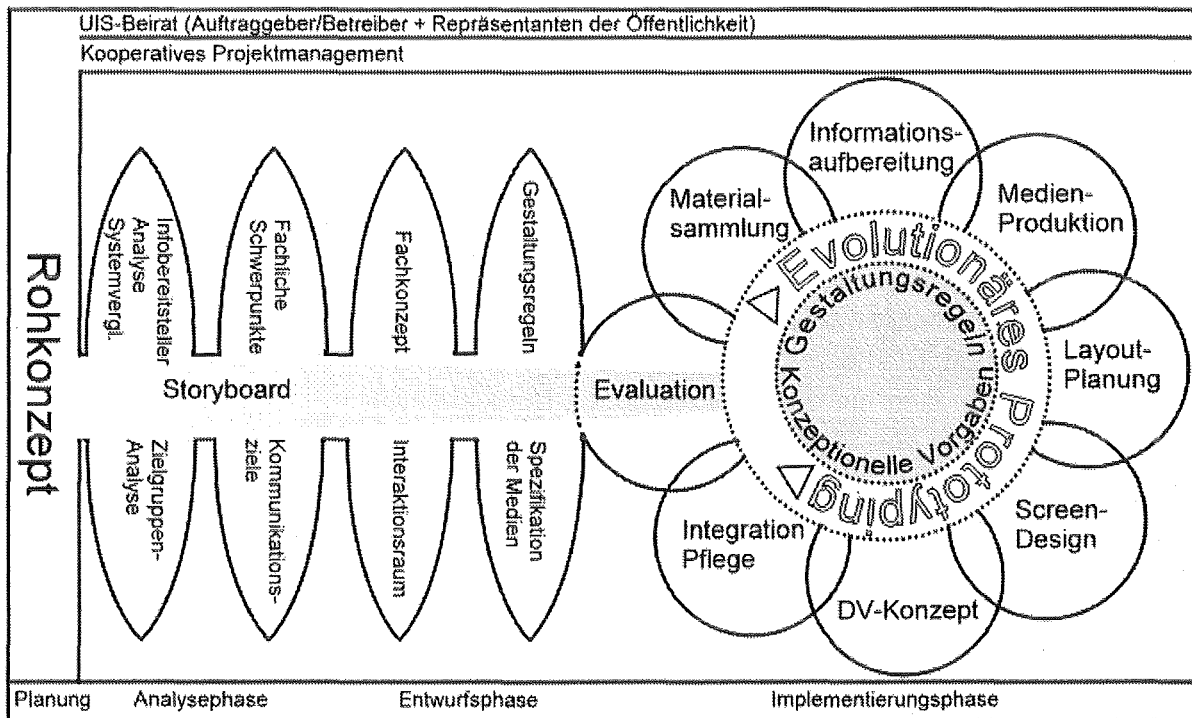 UIS-Beirat (Auftraggeber/Betreiber + Repräsentanten der Öffentlichkeit)
Kooperatives Projektmanagement
Rohkonzept
Infobereitsteller
Analyse
Systemvergl.
Fachliche
Schwerpunkte
Fachkonzept
Gestaltungsregeln
Storyboard
Zielgruppen-
Analyse
Kommunikations-
ziele
Interaktionsraum
Spezifikation
der Medien
Evaluation
Material-
sammlung
Informations-
aufbereitung
Medien-
Produktion
Layout-
Planung
Screen-
Design
DV-Konzept
Integration
Pflege
Evolutionäres Prototyping
Gestaltungsregeln
Konzeptionelle Vorgaben
Planung
Analysephase
Entwurfsphase
Implementierungsphase